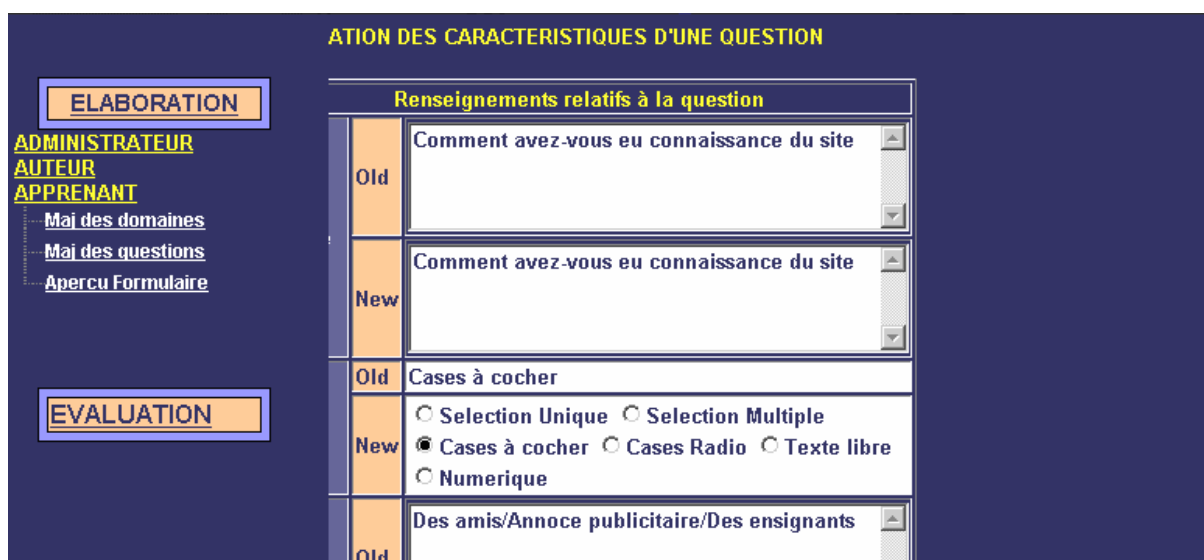 ATION DES CARACTERISTIQUES D'UNE QUESTION
ELABORATION
ADMINISTRATEUR
AUTEUR
APPRENANT
Maj des domaines
Maj des questions
Apercu Formulaire
EVALUATION
Renseignements relatifs à la question
Old
Comment avez-vous eu connaissance du site
New
Comment avez-vous eu connaissance du site
Old
Cases à cocher
New
Selection Unique Selection Multiple
Cases à cocher Cases Radio Texte libre
Numerique
Old
Des amis/Annoce publicitaire/Des ensignants